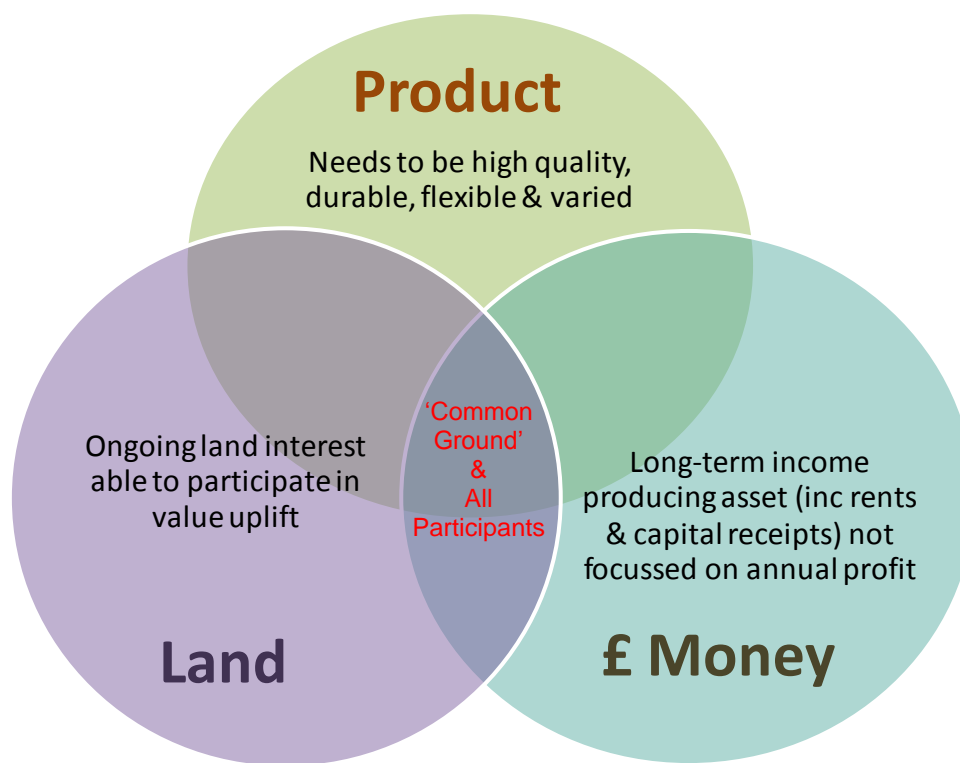 Product
Needs to be high quality,
durable, flexible & varied
‘Common
Ground’
&
All
Participants
Ongoing land interest
able to participate in
value uplift
Land
Long-term income
producing asset (inc rents
& capital receipts) not
focussed on annual profit
£ Money